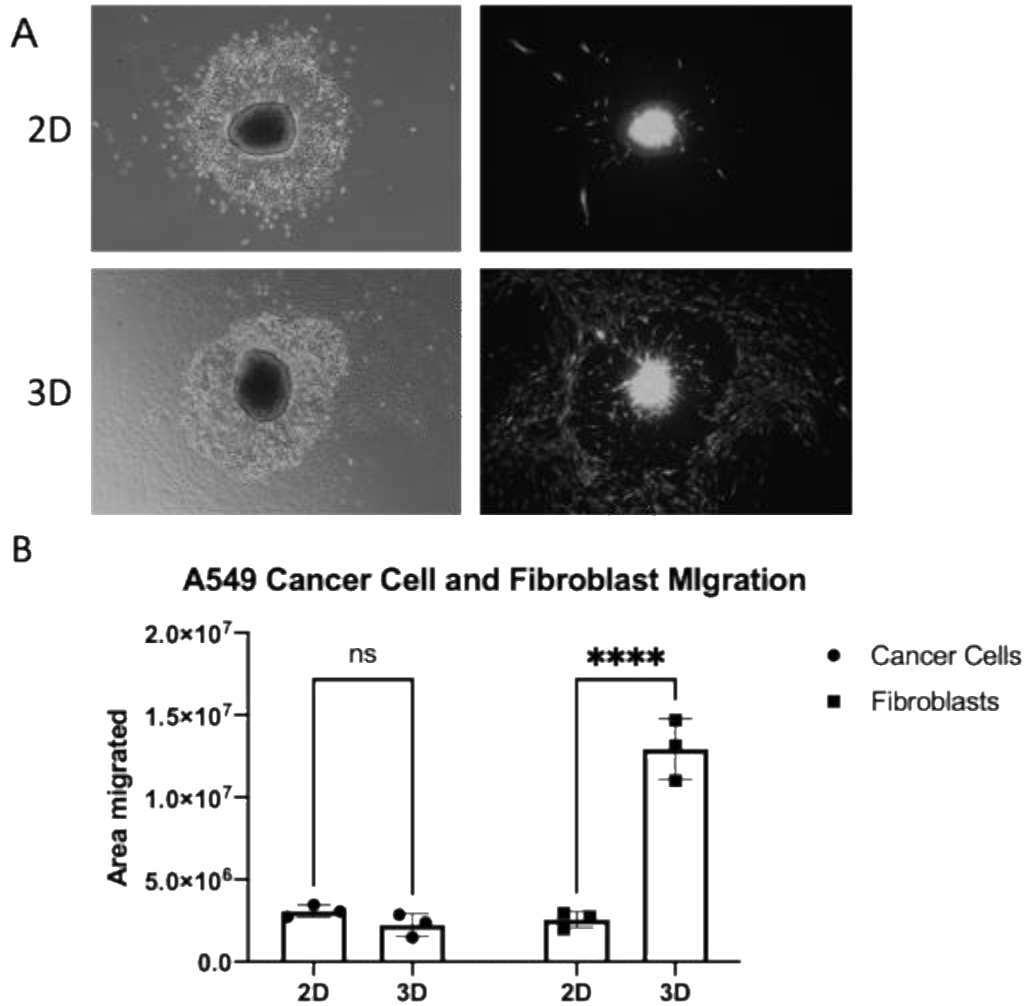 A
2D
3D
B
A549 Cancer Cell and Fibroblast MIgration
Area migrated
2.0×10⁷
1.5×10⁷
1.0×10⁷
5.0×10⁶
0.0
ns
****
2D
3D
2D
3D
Cancer Cells
Fibroblasts